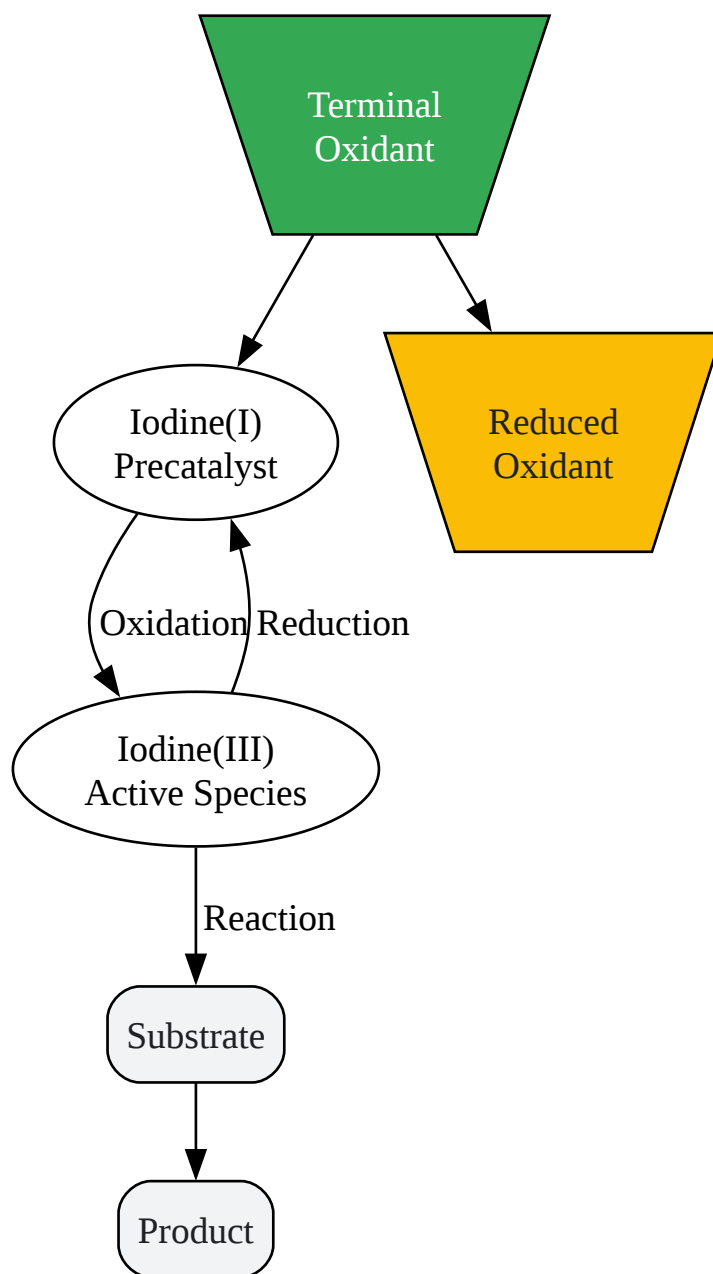 Terminal
Oxidant
Iodine(I)
Precatalyst
Reduced
Oxidant
Oxidation
Reduction
Iodine(III)
Active Species
Reaction
Substrate
Product